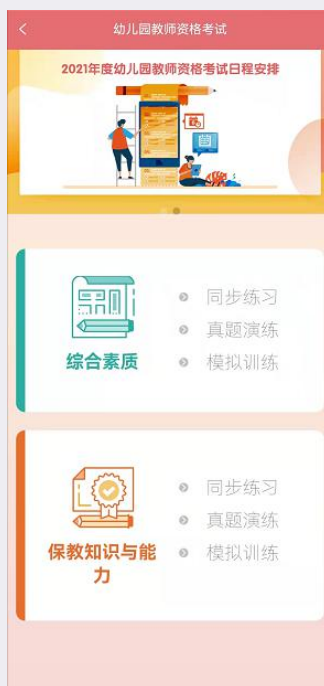 幼儿园教师资格考试
2021年度幼儿园教师资格考试日程安排
同步练习
真题演练
综合素质
模拟训练
同步练习
真题演练
保教知识与能
力
模拟训练